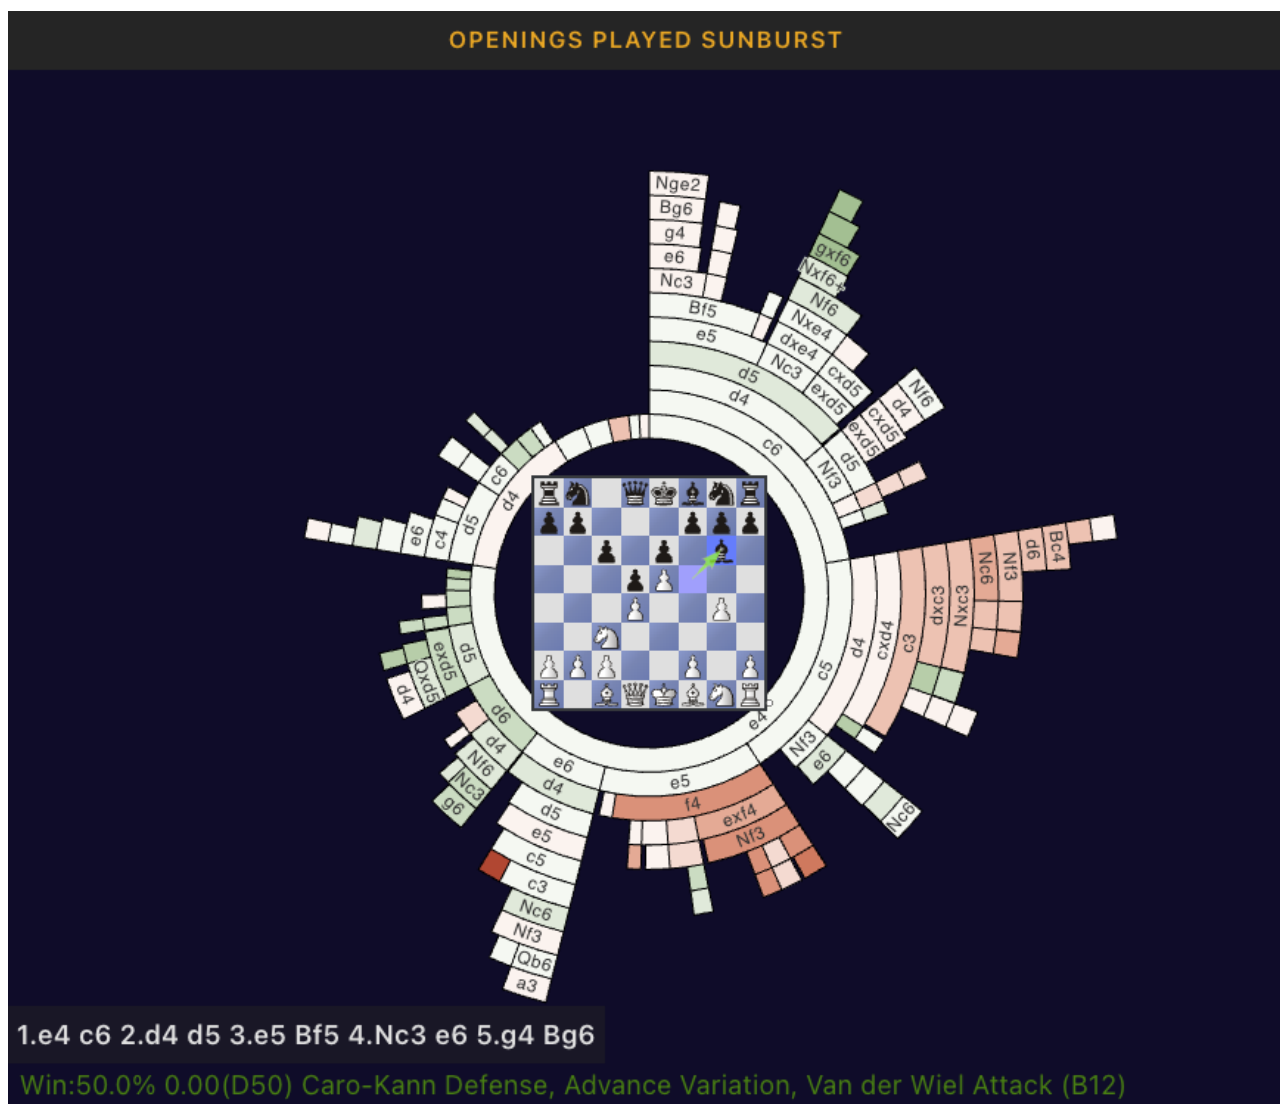 OPENINGS PLAYED SUNBURST
Nge2
Bg6
g4
e6
Nc3
Bf5
e5
d5
d4
c6
gxf6
Nxf6+
Nf6
Nxe4
dxe4
Nc3
cxd5
exd5
Nf6
d4
cxd5
exd5
d5
Nf3
c5
d4
cxd4
c3
dxc3
Nxc3
Nc6
Nf3
d6
Bc4
Nf3
e6
Nc6
e4
e5
f4
exf4
Nf3
e6
d4
d5
e5
c5
c3
Nc6
Nf3
Qb6
a3
d6
d4
Nf6
Nc3
g6
d5
exd5
Qxd5
d4
d4
d5
c4
e6
c6
1.e4 c6 2.d4 d5 3.e5 Bf5 4.Nc3 e6 5.g4 Bg6
Win:50.0% 0.00(D50) Caro-Kann Defense, Advance Variation, Van der Wiel Attack (B12)